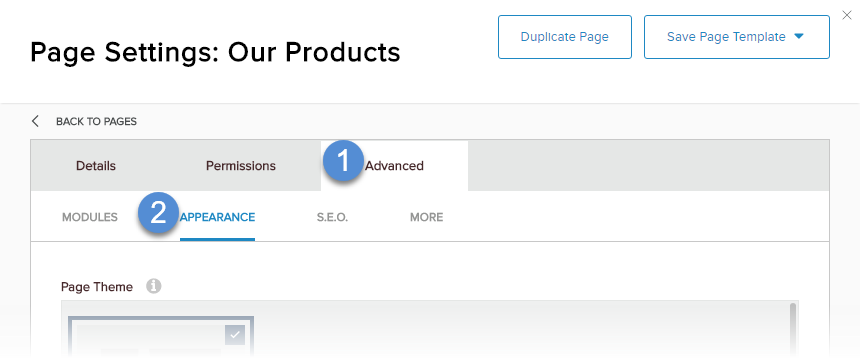 Page Settings: Our Products
Duplicate Page
Save Page Template
BACK TO PAGES
Details
Permissions
1
Advanced
MODULES
2
APPEARANCE
S.E.O.
MORE
Page Theme